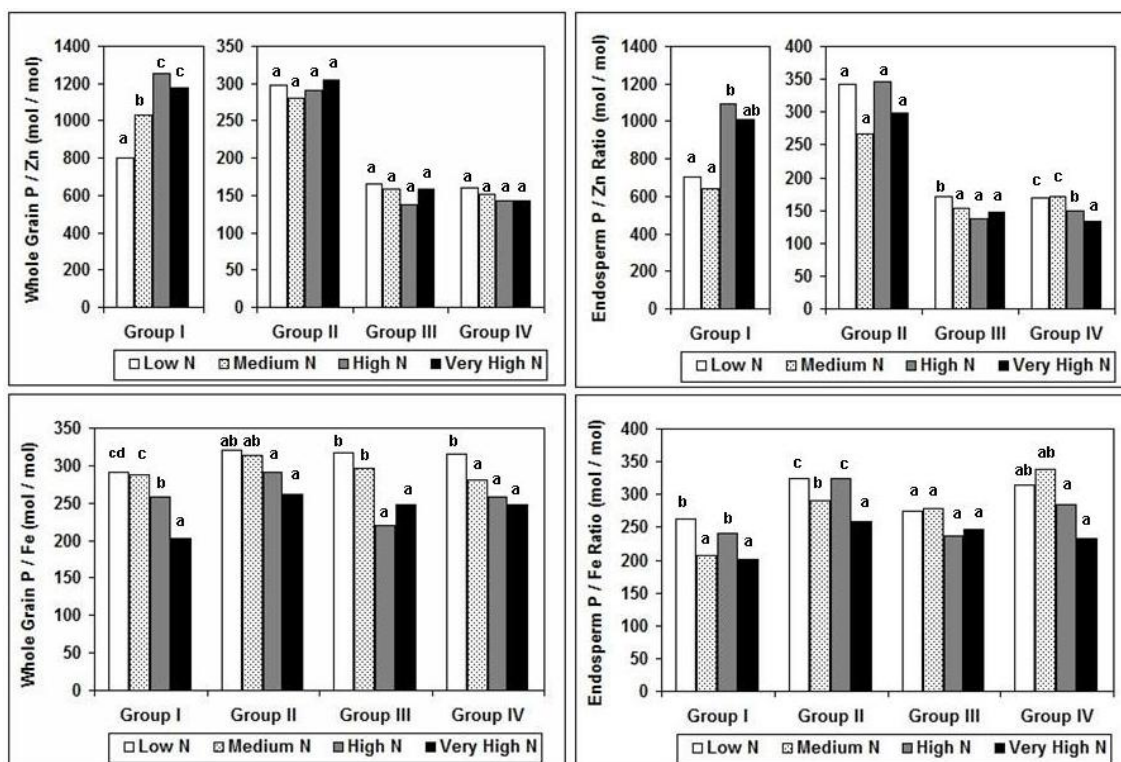 Whole Grain P / Zn (mol / mol)
1400
1200
1000
800
600
400
200
0
a b c c
Group I
350
300
250
200
150
100
50
0
a a a a
a a a a
a a a a
Group II Group III Group IV
Low N Medium N High N Very High N
Endosperm P / Zn Ratio (mol / mol)
1400
1200
1000
800
600
400
200
0
a a b ab
Group I
400
350
300
250
200
150
100
50
0
a a a a
b a a a
c c b a
Group II Group III Group IV
Low N Medium N High N Very High N
Whole Grain P / Fe (mol / mol)
350
300
250
200
150
100
50
0
cd c b a
ab ab a a
b b a a
b a a a
Group I Group II Group III Group IV
Low N Medium N High N Very High N
Endosperm P / Fe Ratio (mol / mol)
400
350
300
250
200
150
100
50
0
b a b a
c b c a
a a a a
ab ab a a
Group I Group II Group III Group IV
Low N Medium N High N Very High N